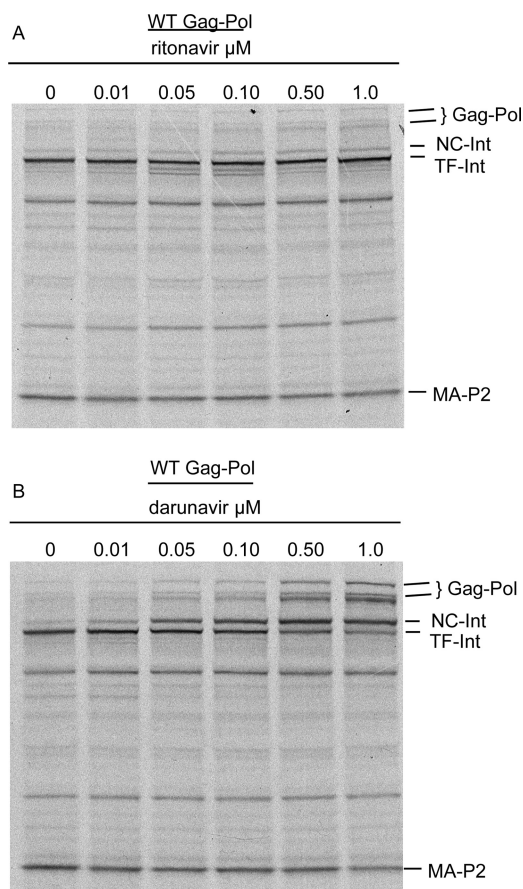 A
WT Gag-Pol
ritonavir µM
0 0.01 0.05 0.10 0.50 1.0
} Gag-Pol
NC-Int
TF-Int
MA-P2
B
WT Gag-Pol
darunavir µM
0 0.01 0.05 0.10 0.50 1.0
} Gag-Pol
NC-Int
TF-Int
MA-P2